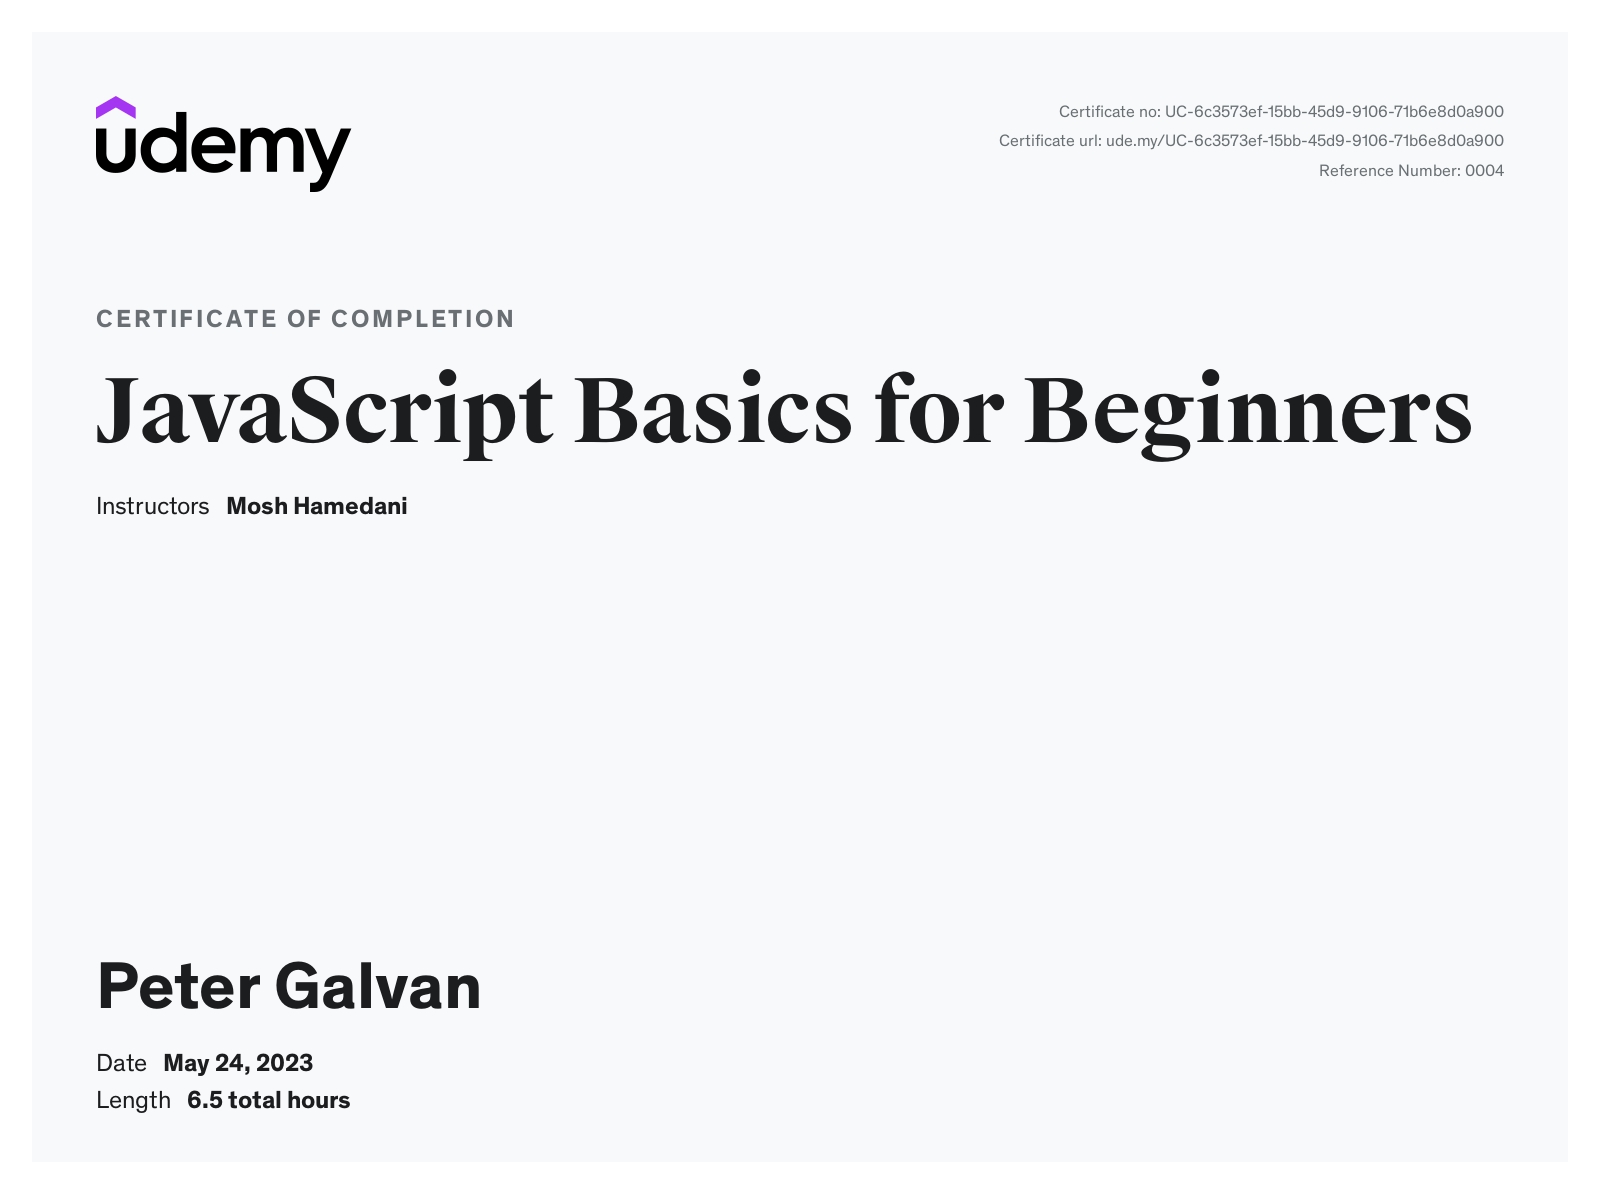 udemy
Certificate no: UC-6c3573ef-15bb-45d9-9106-71b6e8d0a900
Certificate url: ude.my/UC-6c3573ef-15bb-45d9-9106-71b6e8d0a900
Reference Number: 0004
CERTIFICATE OF COMPLETION
JavaScript Basics for Beginners
Instructors Mosh Hamedani
Peter Galvan
Date May 24, 2023
Length 6.5 total hours